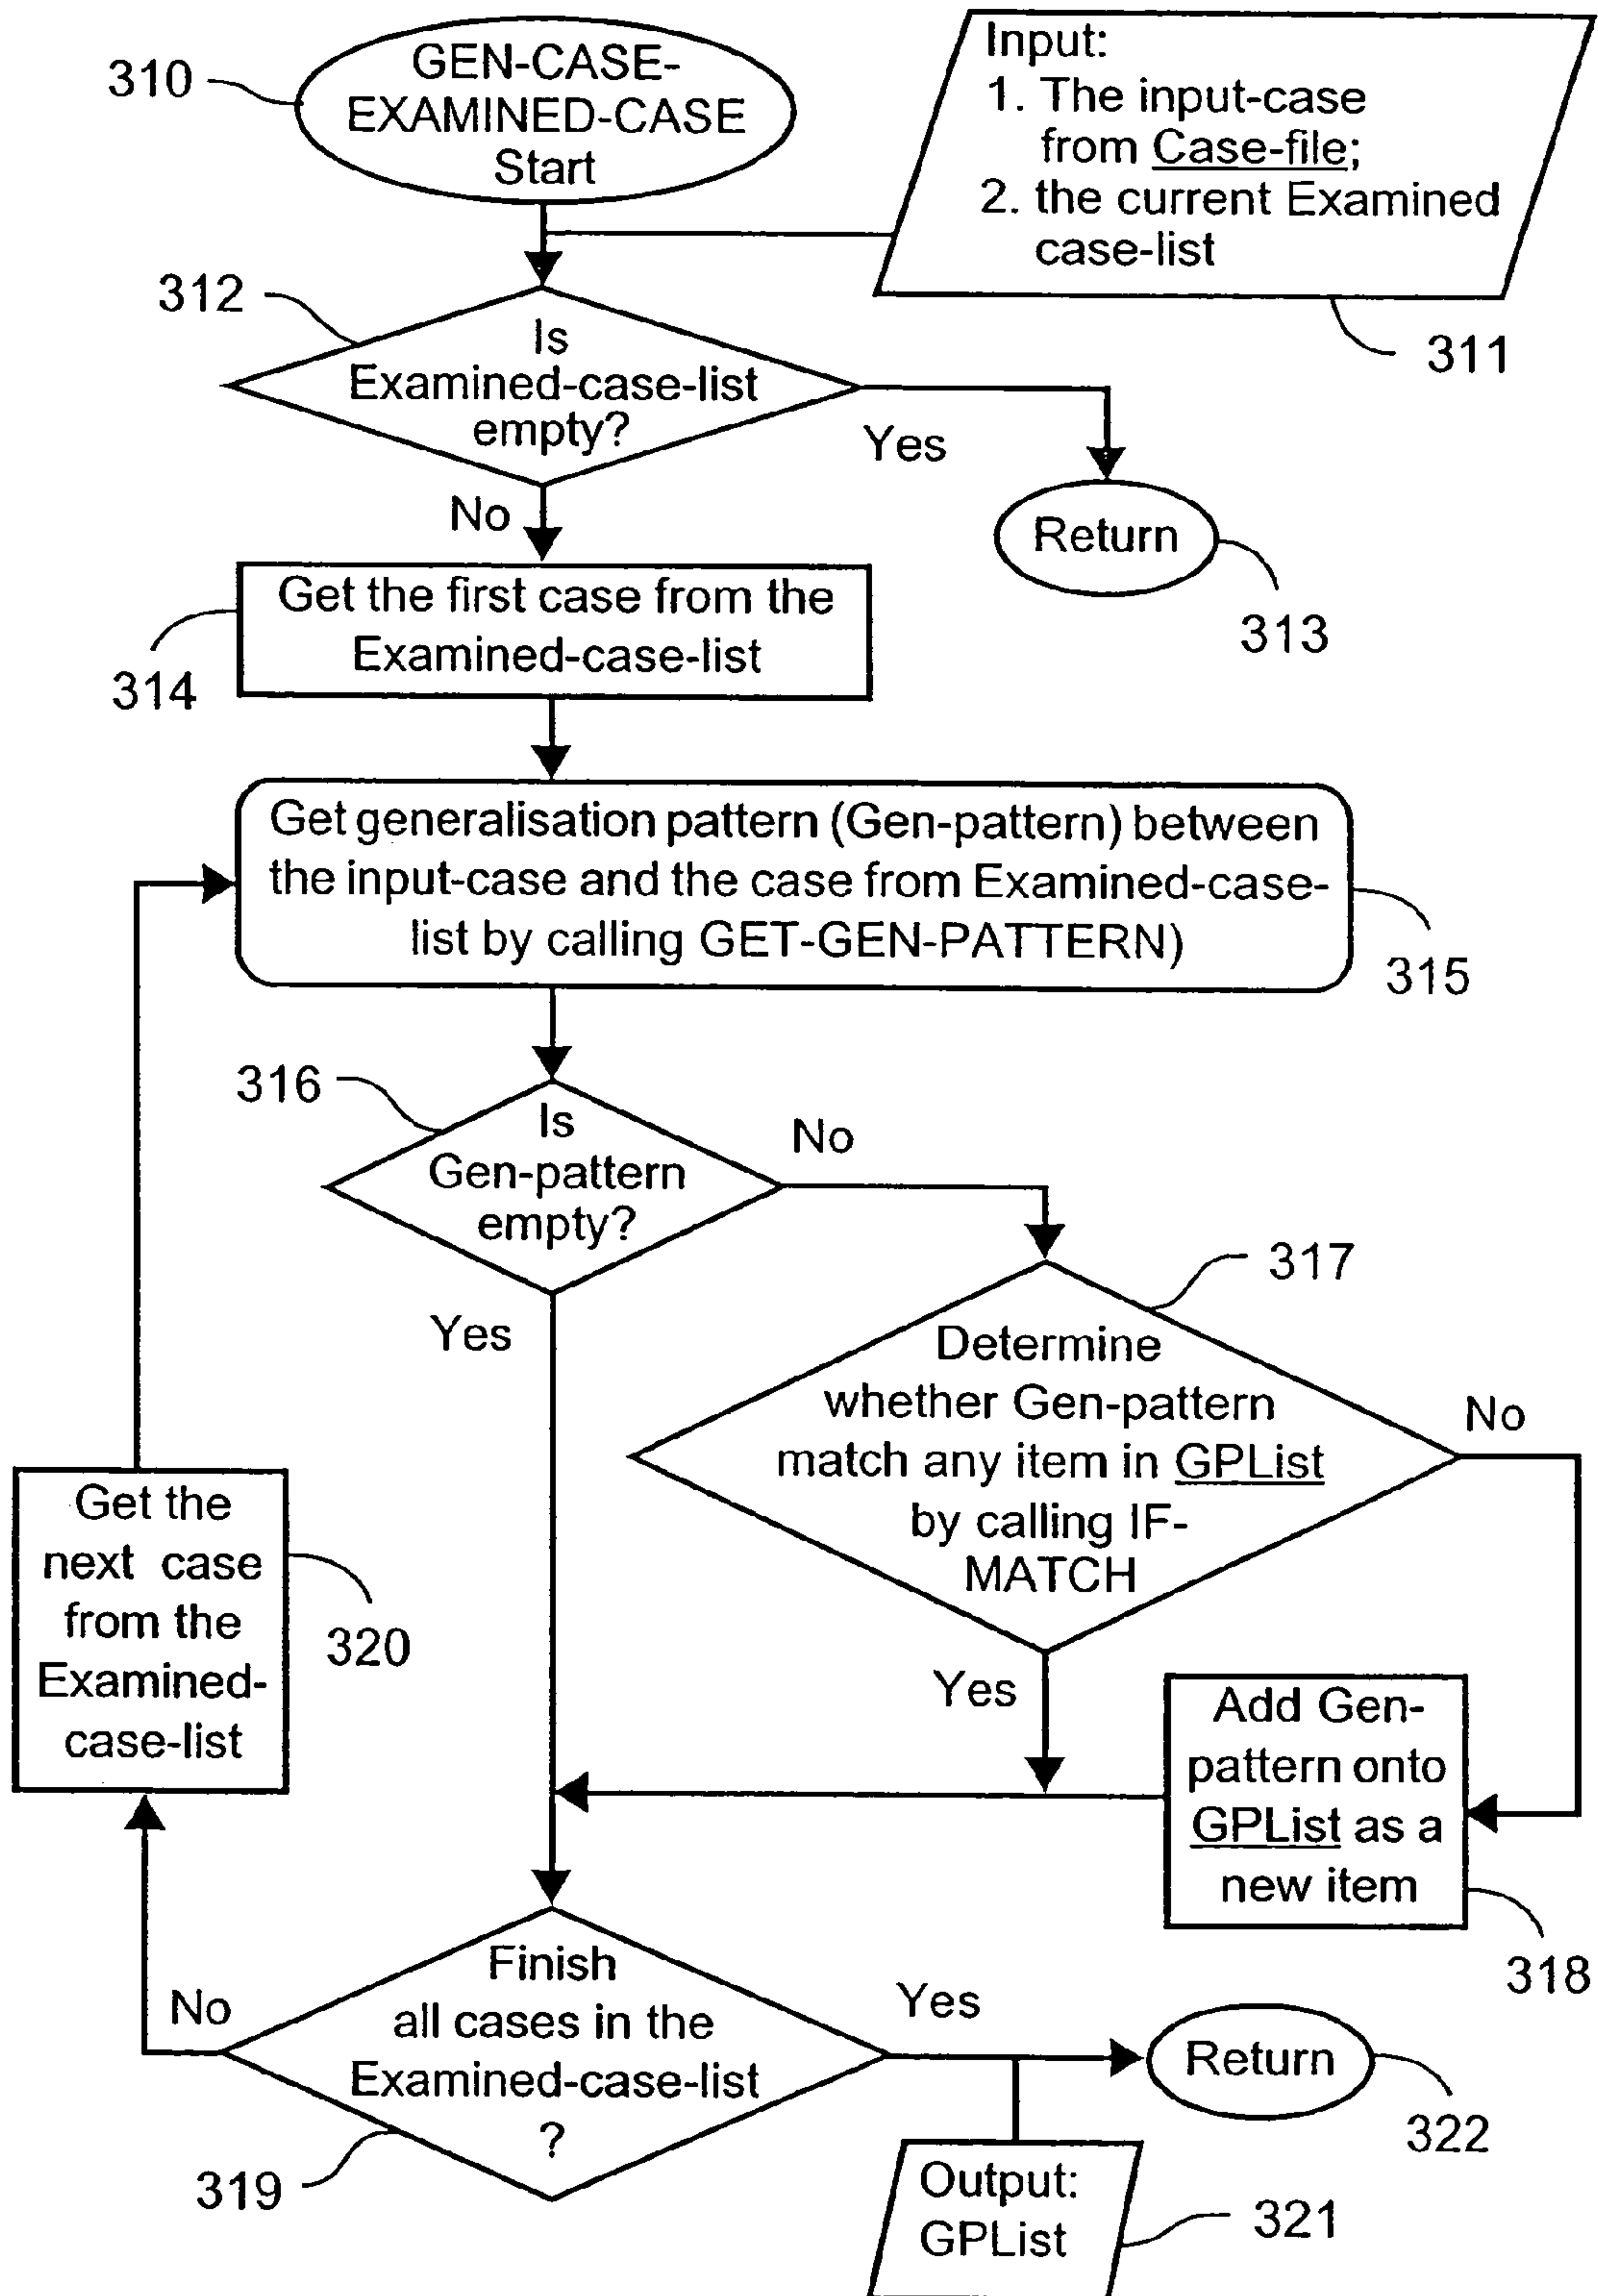 310
GEN-CASE-
EXAMINED-CASE
Start
Input:
1. The input-case
from Case-file;
2. the current Examined
case-list
311
312
Is
Examined-case-list
empty?
Yes
No
Return
313
Get the first case from the
Examined-case-list
314
Get generalisation pattern (Gen-pattern) between
the input-case and the case from Examined-case-
list by calling GET-GEN-PATTERN)
315
316
Is
Gen-pattern
empty?
No
Yes
317
Determine
whether Gen-pattern
match any item in GPList
by calling IF-
MATCH
No
Yes
Get the
next case
from the
Examined-
case-list
320
Add Gen-
pattern onto
GPList as a
new item
318
Finish
all cases in the
Examined-case-list
?
No
Yes
319
Return
322
Output:
GPList
321